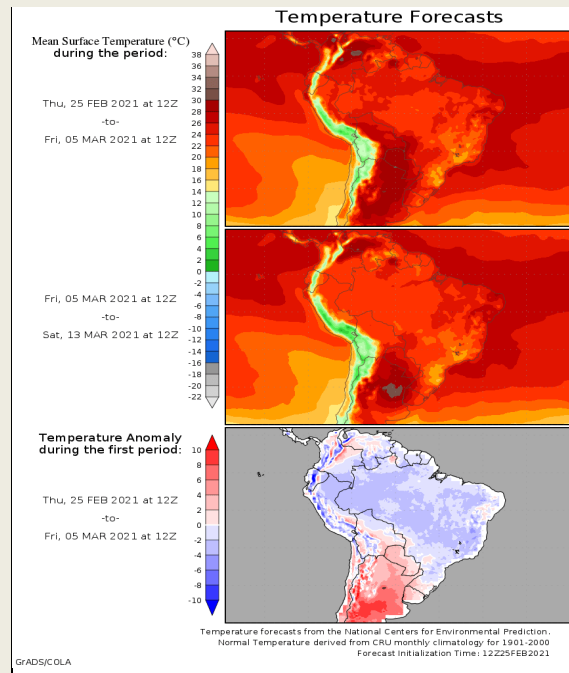 Temperature Forecasts
Mean Surface Temperature (°C)
during the period:
Thu, 25 FEB 2021 at 12Z
-to-
Fri, 05 MAR 2021 at 12Z
38
36
34
32
30
28
26
24
22
20
18
16
14
12
10
8
6
4
2
0
-2
-4
-6
-8
-10
-12
-14
-16
-18
-20
-22
Fri, 05 MAR 2021 at 12Z
-to-
Sat, 13 MAR 2021 at 12Z
Temperature Anomaly
during the first period:
Thu, 25 FEB 2021 at 12Z
-to-
Fri, 05 MAR 2021 at 12Z
10
8
6
4
2
0
-2
-4
-6
-8
-10
Temperature forecasts from the National Centers for Environmental Prediction.
Normal Temperature derived from CRU monthly climatology for 1901-2000
Forecast Initialization Time: 12Z25FEB2021
GrADS/COLA